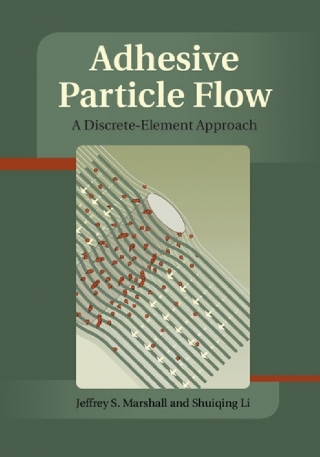 Adhesive
Particle Flow
A Discrete-Element Approach
Jeffrey S. Marshall and Shuiqing Li